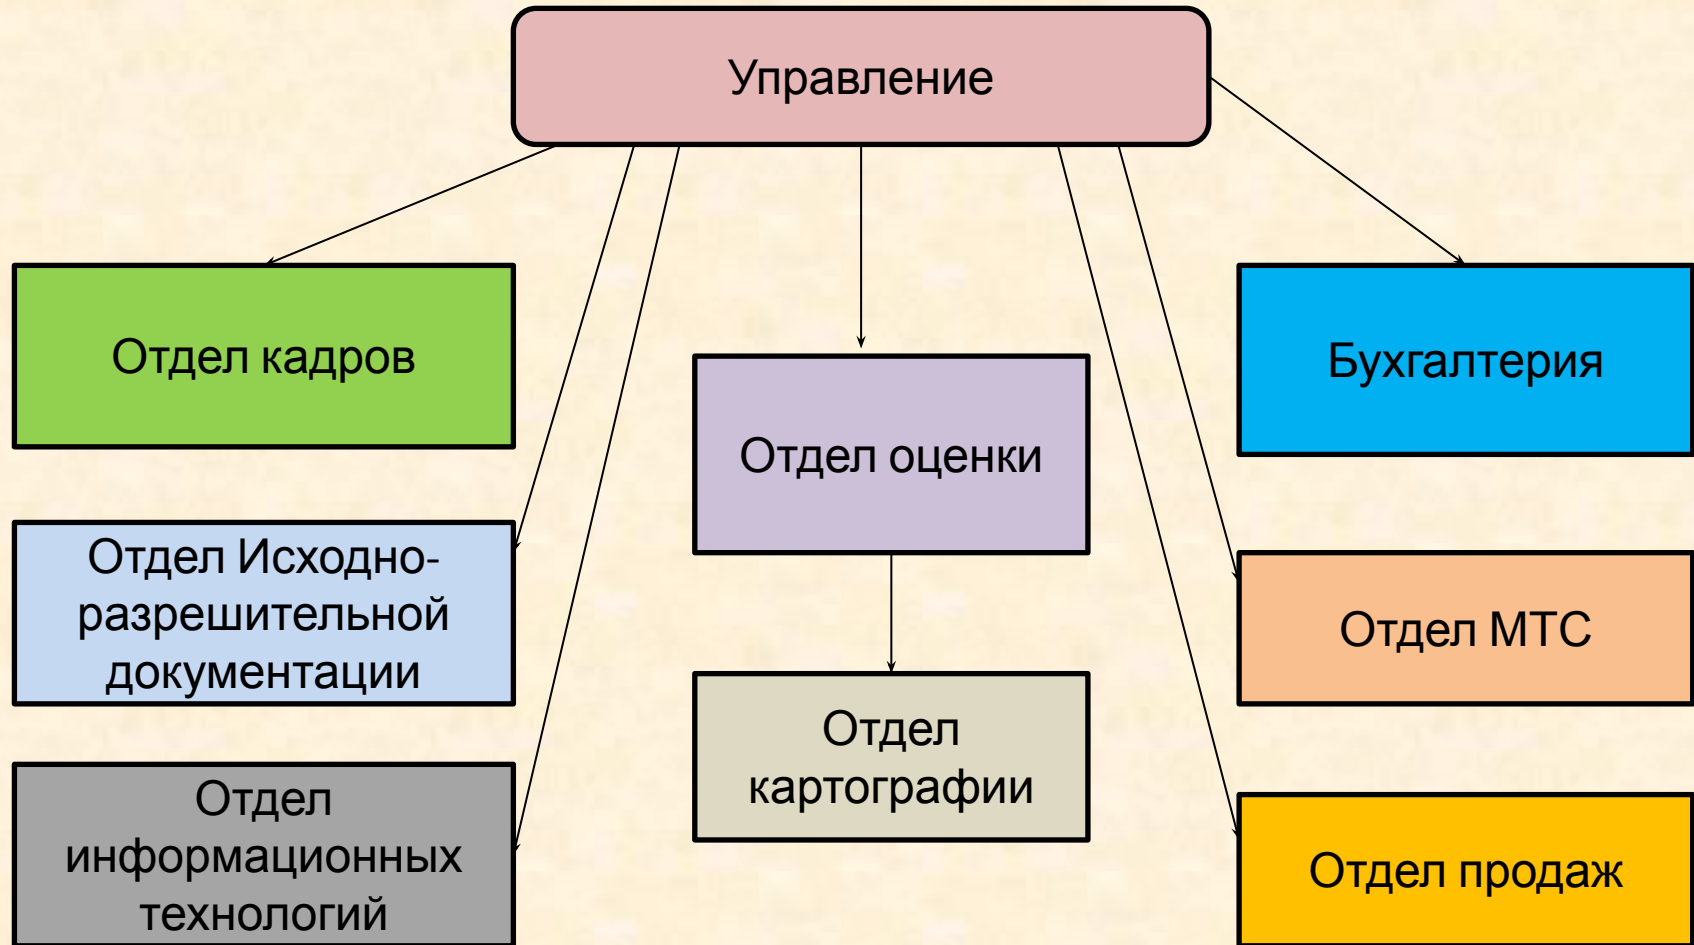 Управление
Отдел кадров
Бухгалтерия
Отдел оценки
Отдел Исходно-
разрешительной
документации
Отдел МТС
Отдел
картографии
Отдел
информационных
технологий
Отдел продаж